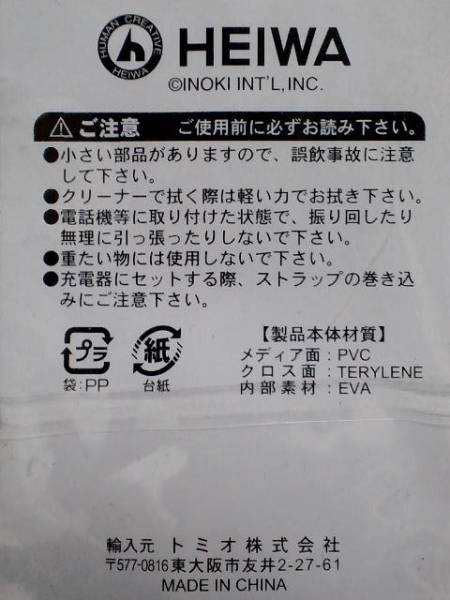 HUMAN CREATIVE
HEIWA
h
HEIWA
©INOKI INT'L, INC.
ご注意 ご使用前に必ずお読み下さい。
●小さい部品がありますので、誤飲事故に注意
して下さい。
●クリーナーで拭く際は軽い力でお拭き下さい。
●電話機等に取り付けた状態で、振り回したり
無理に引っ張ったりしないで下さい。
●重たい物には使用しないで下さい。
●充電器にセットする際、ストラップの巻き込
みにご注意下さい。
プラ
袋:PP
紙
台紙
【製品本体材質】
メディア面:PVC
クロス面:TERYLENE
内部素材:EVA
輸入元 トミオ株式会社
〒577-0816東大阪市友井2-27-61
MADE IN CHINA